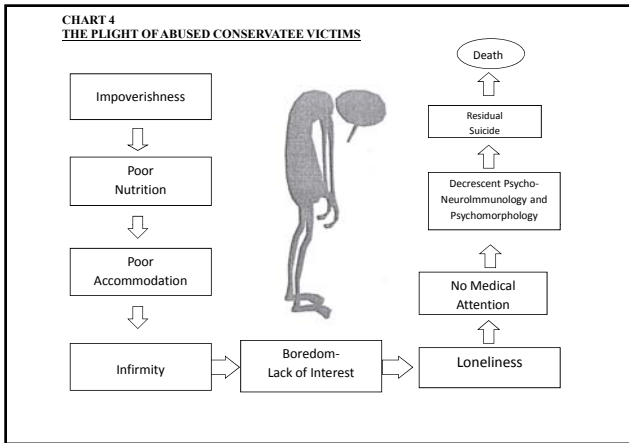 CHART 4
THE PLIGHT OF ABUSED CONSERVATEE VICTIMS
Impoverishness
Poor
Nutrition
Poor
Accommodation
Infirmity
Boredom-
Lack of Interest
Loneliness
No Medical
Attention
Decrescent Psycho-
NeuroImmunology and
Psychomorphology
Residual
Suicide
Death